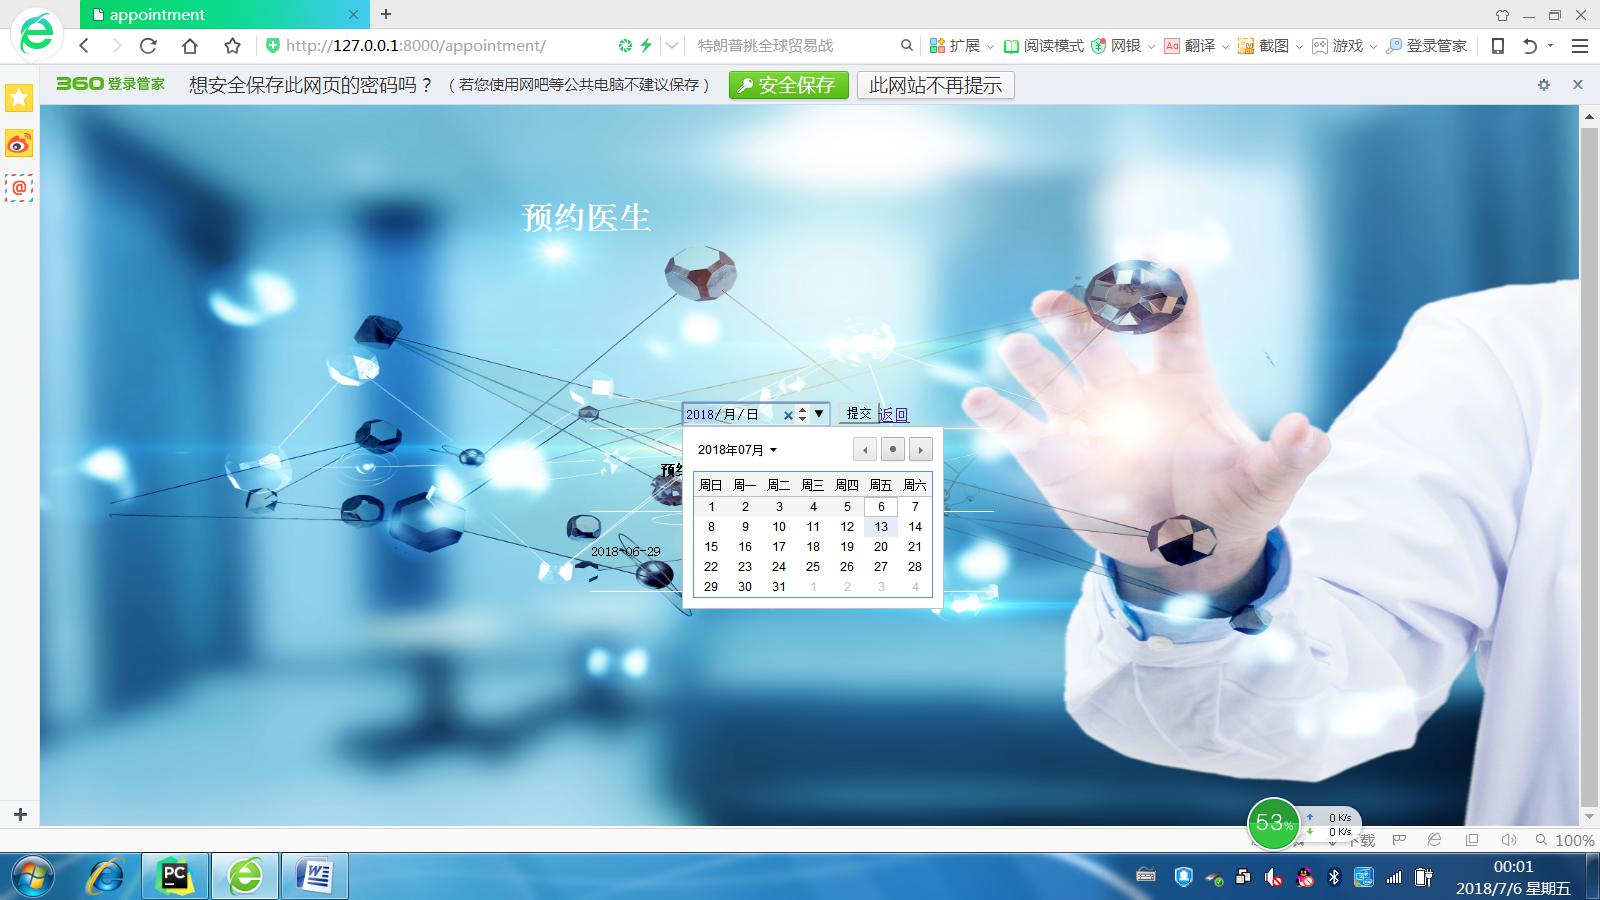 appointment
http://127.0.0.1:8000/appointment/
特朗普挑全球贸易战
扩展
阅读模式
网银
翻译
截图
游戏
登录管家
360登录管家 想安全保存此网页的密码吗？（若您使用网吧等公共电脑不建议保存） 安全保存 此网站不再提示
预约医生
2018/月/日 提交 返回
2018年07月
周日 周一 周二 周三 周四 周五 周六
1 2 3 4 5 6 7
8 9 10 11 12 13 14
15 16 17 18 19 20 21
22 23 24 25 26 27 28
29 30 31 1 2 3 4
预约
2018-06-29
53%
0 K/s
0 K/s
下载
100%
PC
00:01
2018/7/6 星期五